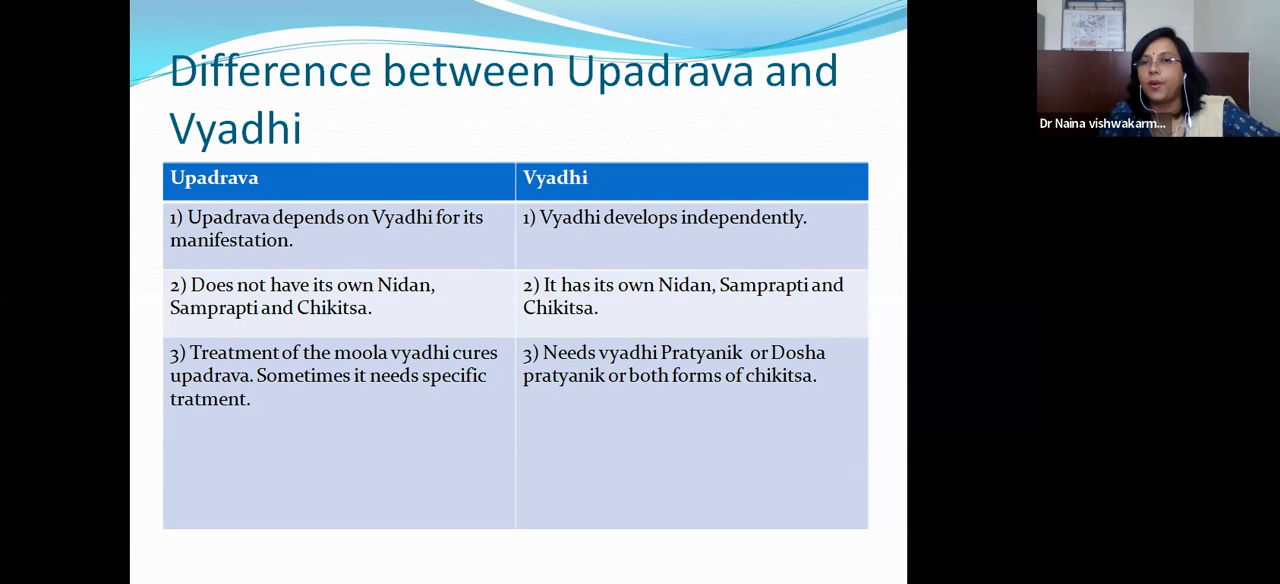 Difference between Upadrava and
Vyadhi
Upadrava
Vyadhi
1) Upadrava depends on Vyadhi for its
manifestation.
1) Vyadhi develops independently.
2) Does not have its own Nidan,
Samprapti and Chikitsa.
2) It has its own Nidan, Samprapti and
Chikitsa.
3) Treatment of the moola vyadhi cures
upadrava. Sometimes it needs specific
tratment.
3) Needs vyadhi Pratyanik or Dosha
pratyanik or both forms of chikitsa.
Dr Naina vishwakarm...